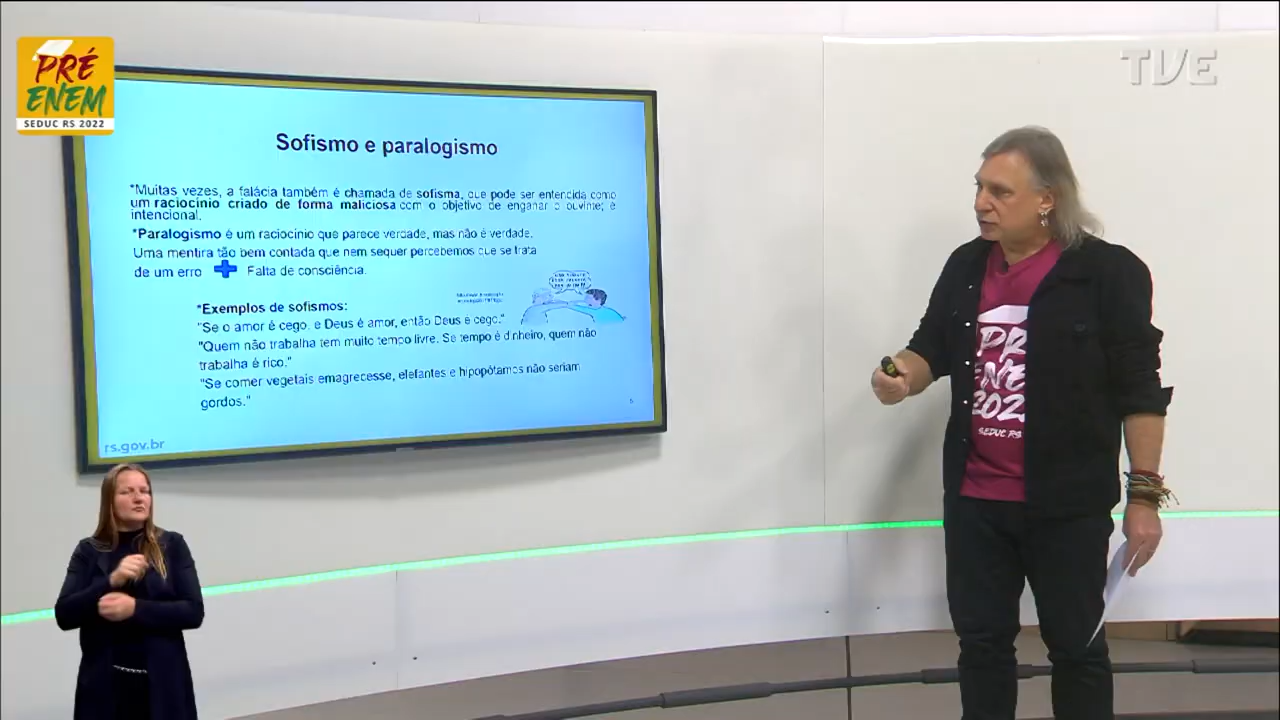 PRÉ
ENEM
SEDUC RS 2022
TVE
Sofismo e paralogismo
*Muitas vezes, a falácia também é chamada de sofisma, que pode ser entendida como
um raciocínio criado de forma maliciosa com o objetivo de enganar o ouvinte; é
intencional.
*Paralogismo é um raciocínio que parece verdade, mas não é verdade.
Uma mentira tão bem contada que nem sequer percebemos que se trata
de um erro Falta de consciência.
*Exemplos de sofismos:
"Se o amor é cego, e Deus é amor, então Deus é cego."
"Quem não trabalha tem muito tempo livre. Se tempo é dinheiro, quem não
trabalha é rico."
"Se comer vegetais emagrecesse, elefantes e hipopótamos não seriam
gordos."
rs.gov.br
PR
ENE
202
SEDUC RS